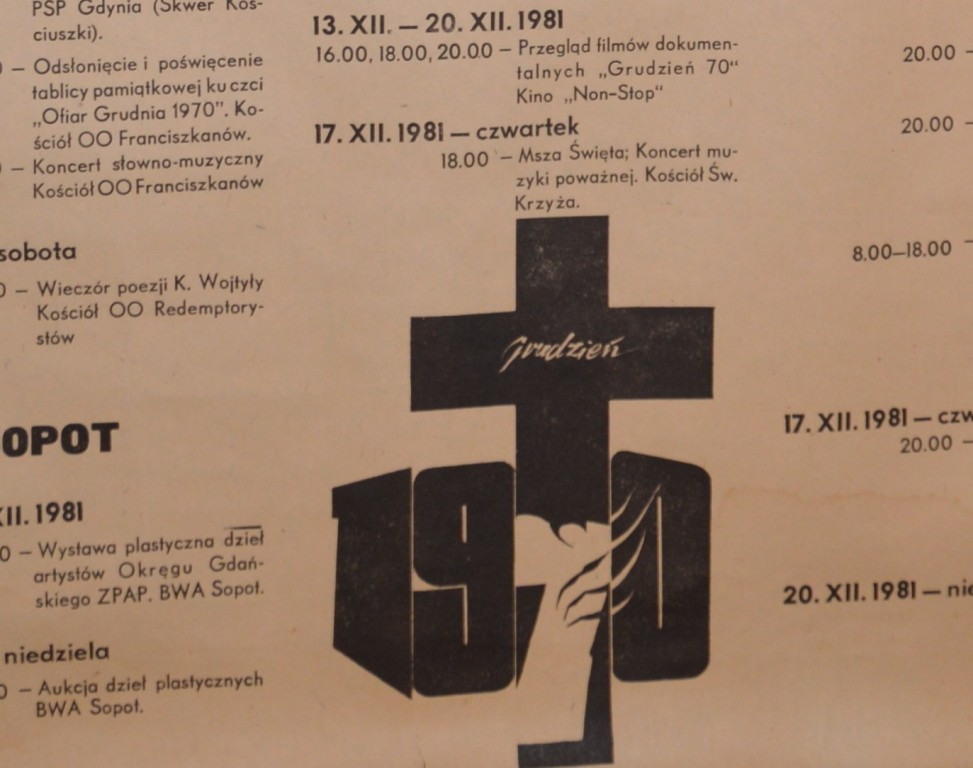 PSP Gdynia (Skwer Koś-
ciuszki).
– Odsłonięcie i poświęcenie
tablicy pamiątkowej ku czci
„Ofiar Grudnia 1970”. Ko-
ściół OO Franciszkanów.
– Koncert słowno-muzyczny
Kościół OO Franciszkanów
sobota
– Wieczór poezji K. Wojtyły
Kościół OO Redemptory-
stów
OPOT
XII. 1981
– Wystawa plastyczna dzieł
artystów Okręgu Gdań-
skiego ZPAP. BWA Sopot.
niedziela
– Aukcja dzieł plastycznych
BWA Sopot.
13. XII. — 20. XII. 1981
16.00, 18.00, 20.00 – Przegląd filmów dokumen-
talnych „Grudzień 70”
Kino „Non-Stop”
17. XII. 1981 — czwartek
18.00 – Msza Święta; Koncert mu-
zyki poważnej. Kościół Św.
Krzyża.
Grudzień
1970
20.00 –
20.00 –
8.00–18.00 –
17. XII. 1981 — czw
20.00 –
20. XII. 1981 — nie